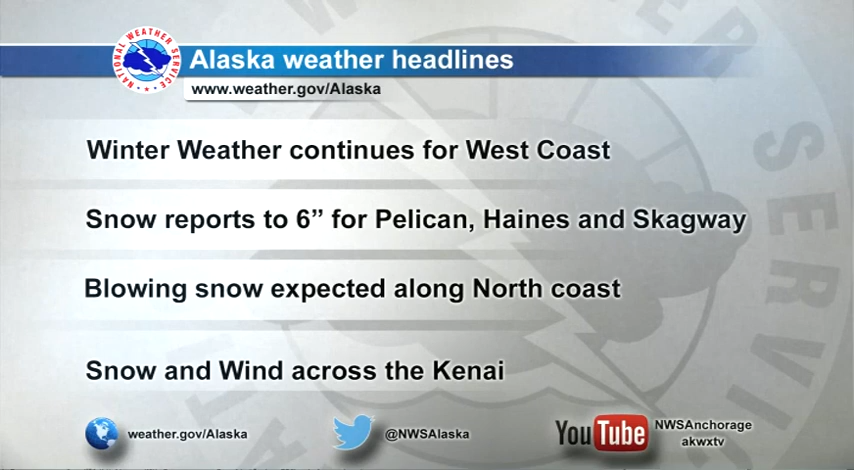 NATIONAL WEATHER SERVICE
Alaska weather headlines
www.weather.gov/Alaska
Winter Weather continues for West Coast
Snow reports to 6” for Pelican, Haines and Skagway
Blowing snow expected along North coast
Snow and Wind across the Kenai
weather.gov/Alaska
@NWSAlaska
YouTube
NWSAnchorage
akwxtv